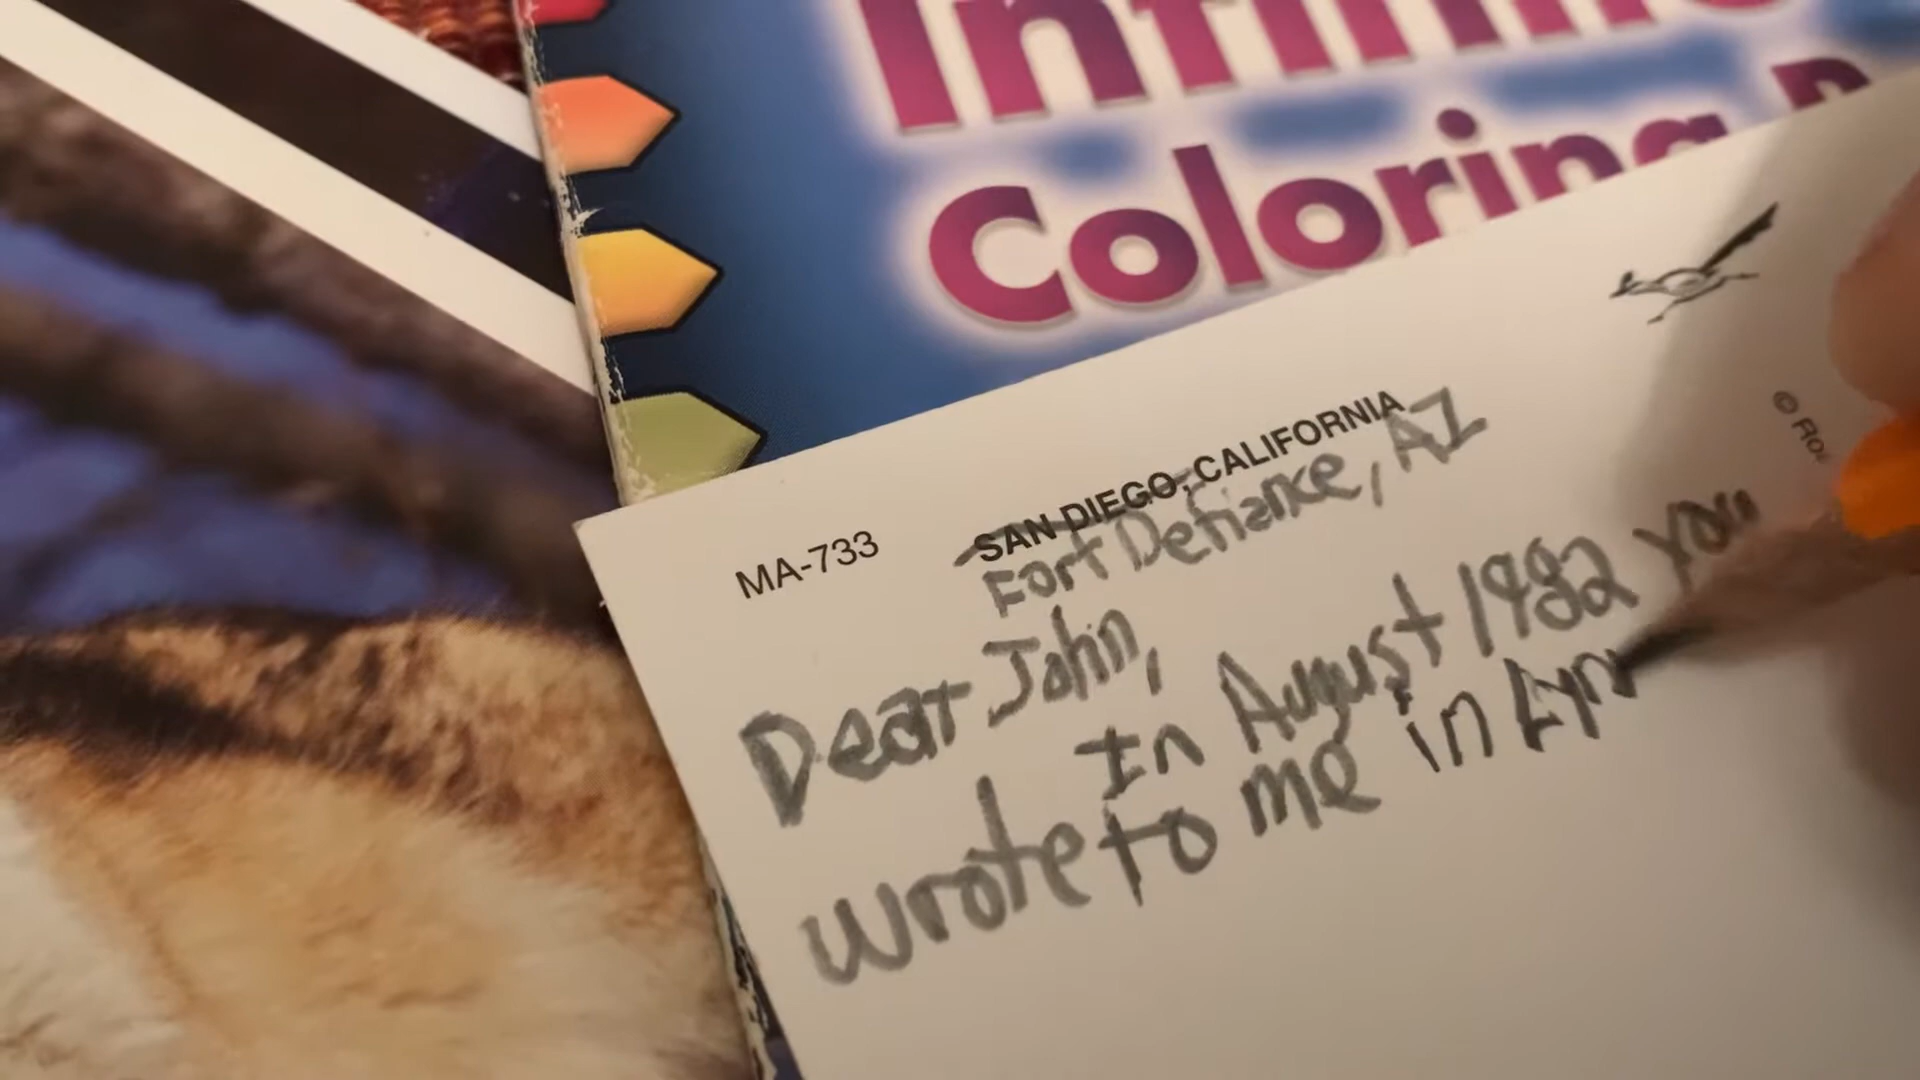 Coloring
MA-733
SAN DIEGO, CALIFORNIA
Fort Defiance, AZ
Dear John,
In August 1982 you
wrote to me in